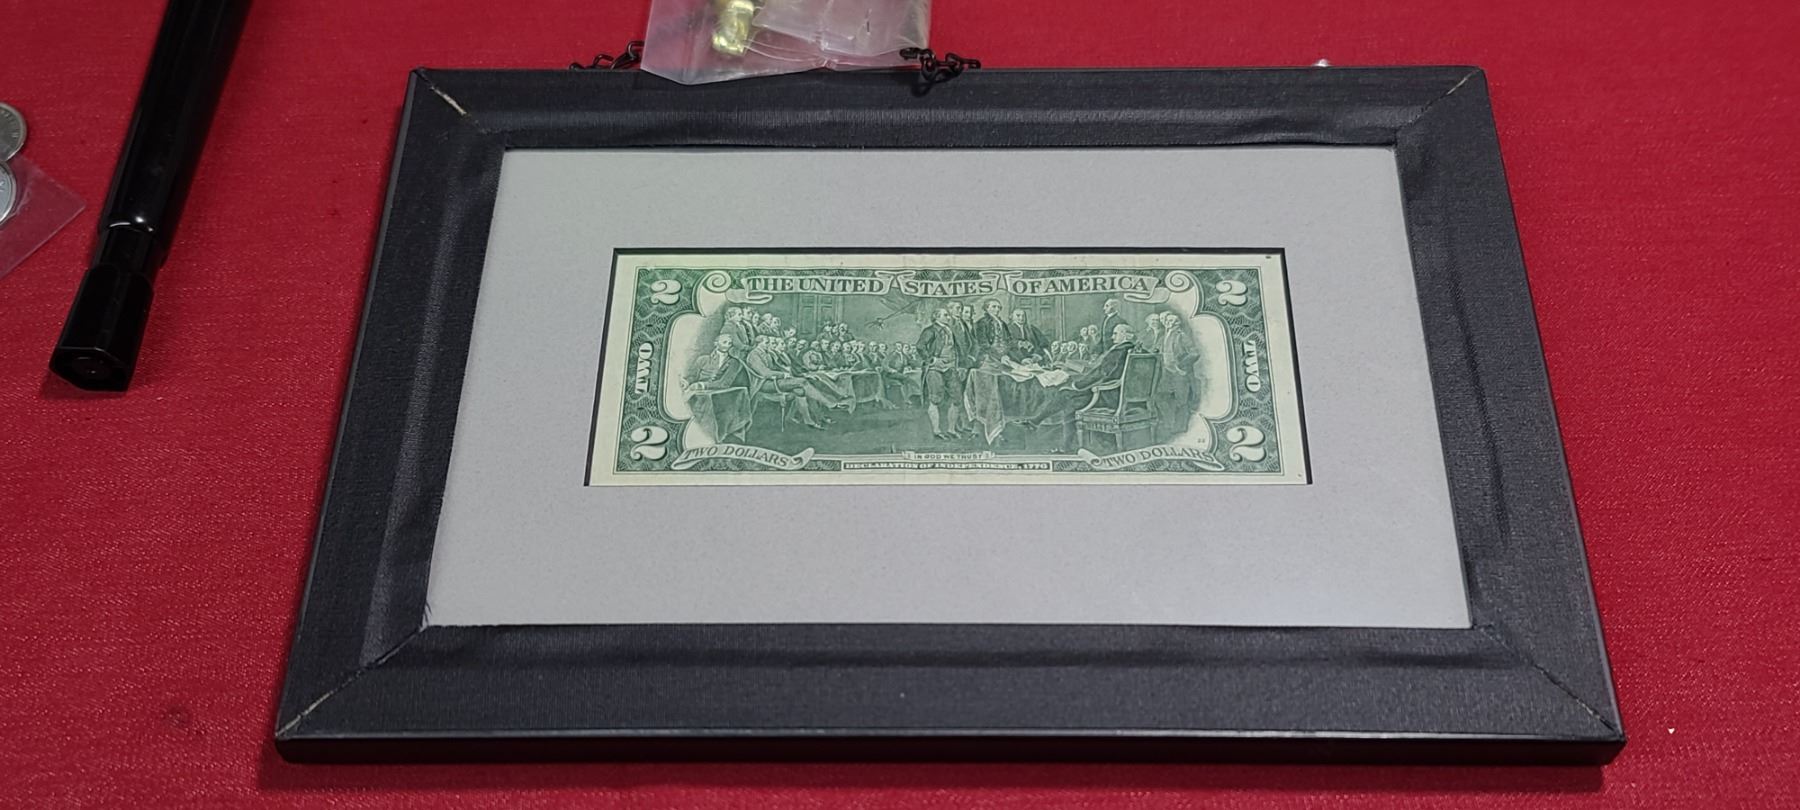 2 THE UNITED STATES OF AMERICA 2
TWO TWO
2 TWO DOLLARS IN GOD WE TRUST TWO DOLLARS 2
DECLARATION OF INDEPENDENCE, 1776